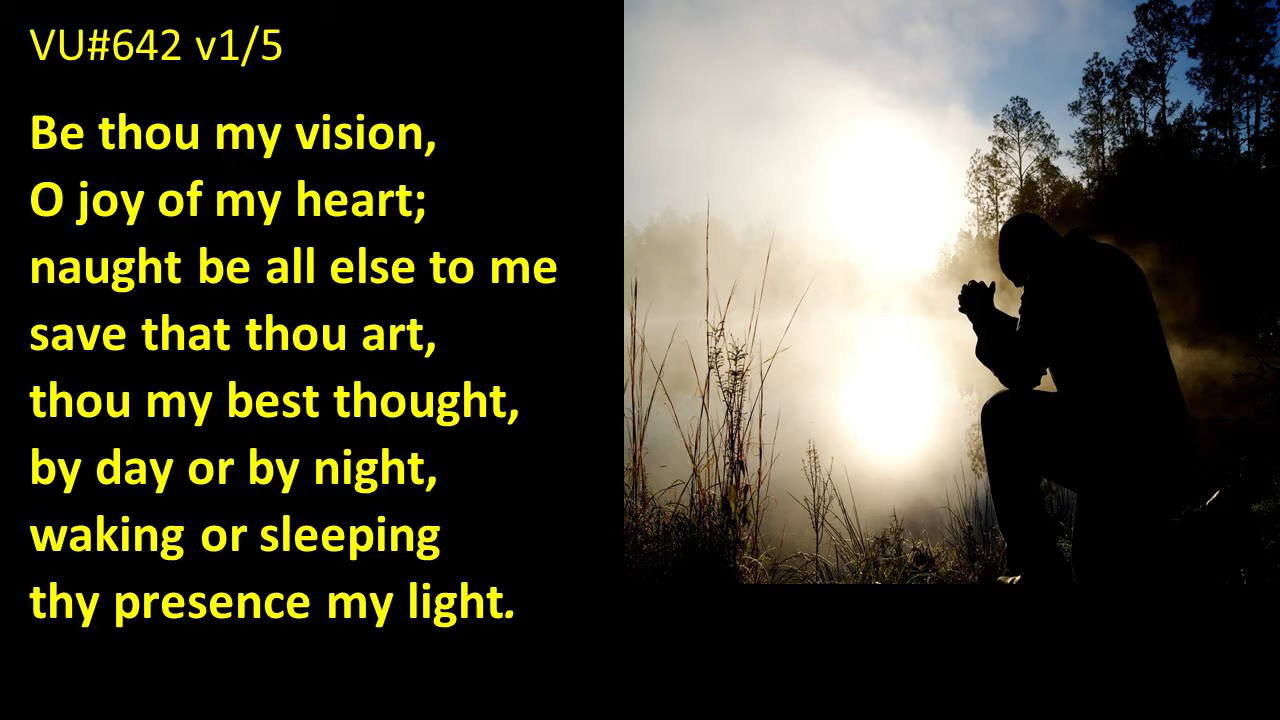 VU#642 v1/5
Be thou my vision,
O joy of my heart;
naught be all else to me
save that thou art,
thou my best thought,
by day or by night,
waking or sleeping
thy presence my light.